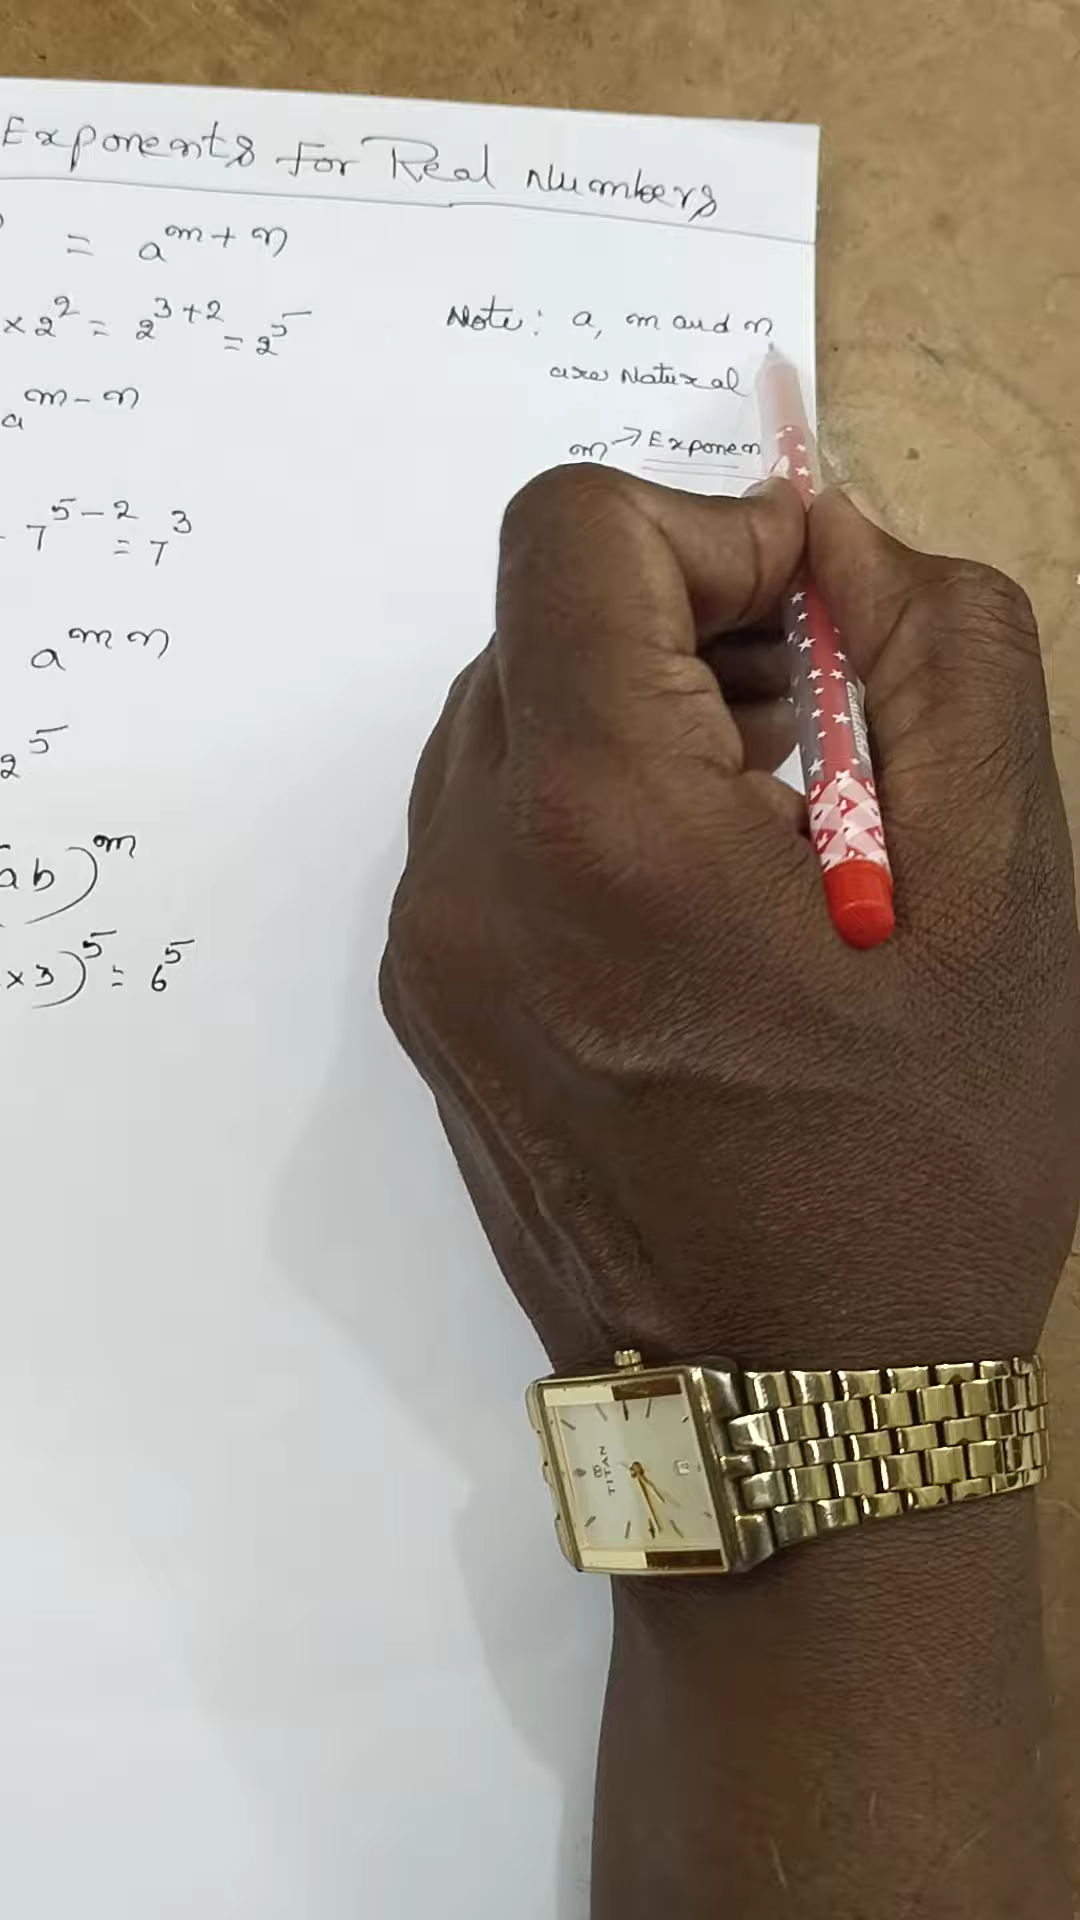 Exponents for Real Numbers
= a^{m+n}
× 2^2 = 2^{3+2} = 2^5
a^{m-n}
7^{5-2} = 7^3
a^{mn}
2^5
ab)^m
×3)^5 = 6^5
Note: a, m and n
are Natural
m → Exponen
TITAN